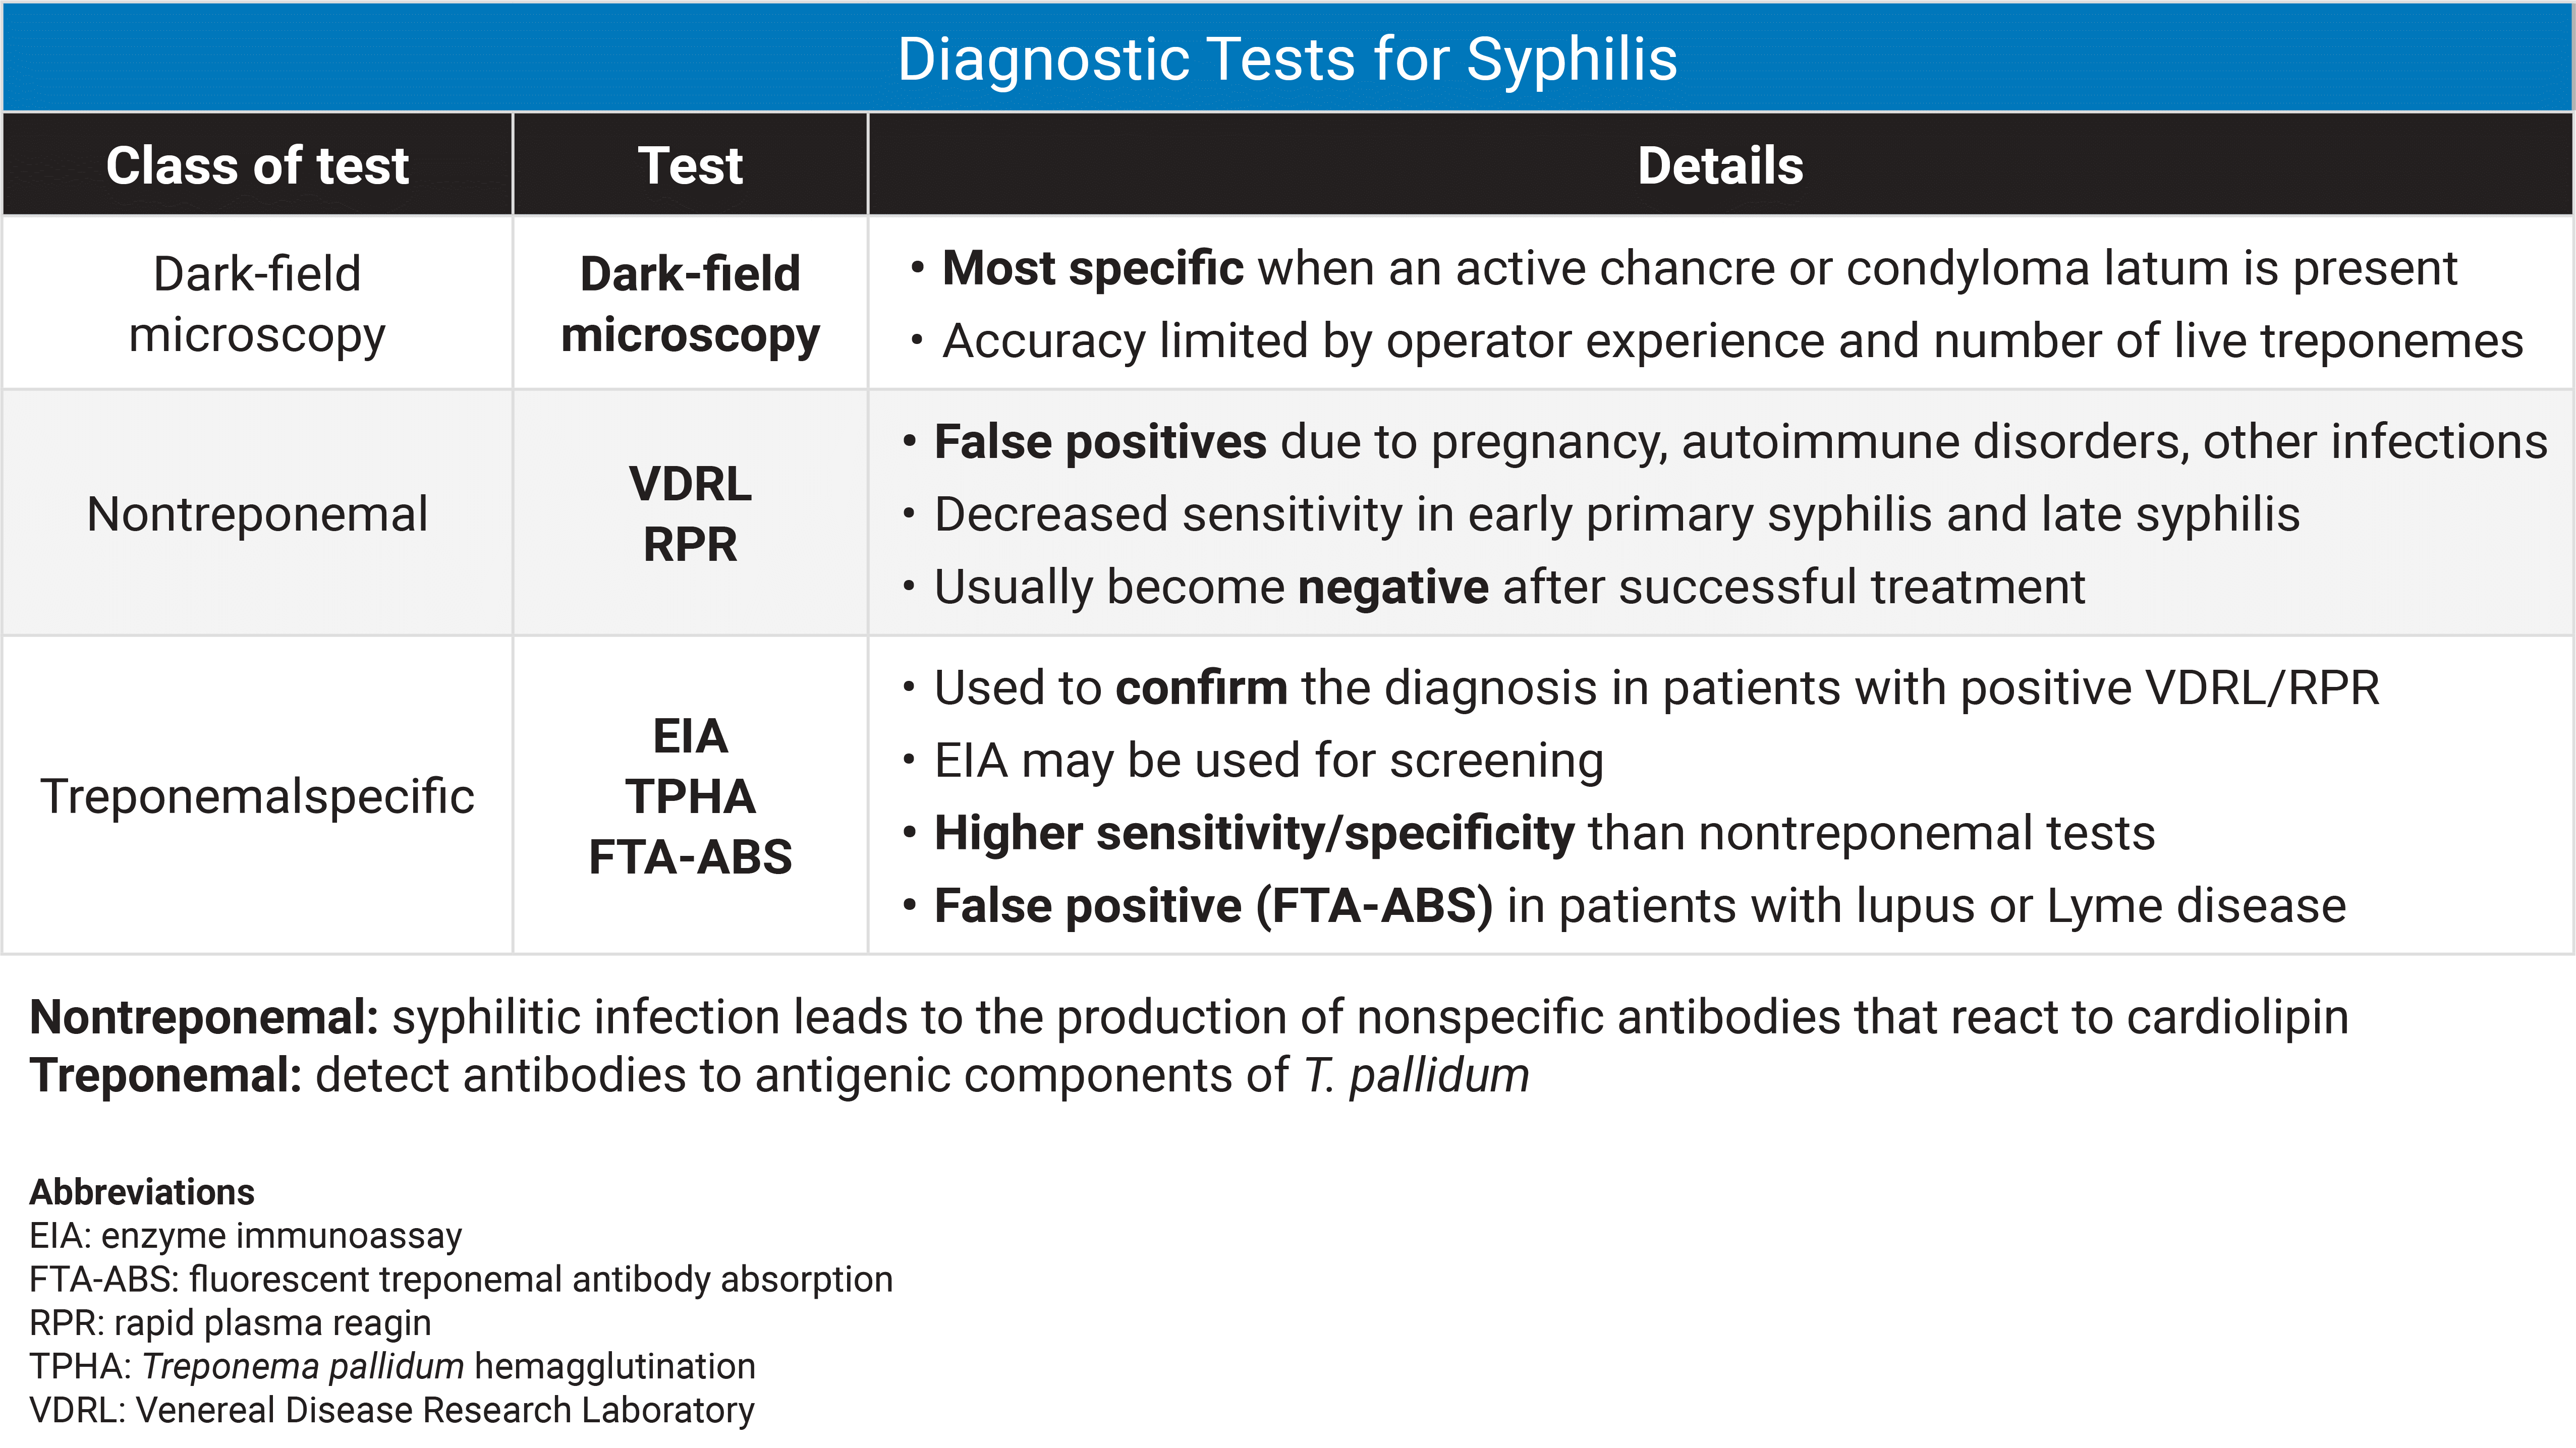 Diagnostic Tests for Syphilis
Class of test
Test
Details
Dark-field
microscopy
Dark-field
microscopy
• Most specific when an active chancre or condyloma latum is present
• Accuracy limited by operator experience and number of live treponemes
Nontreponemal
VDRL
RPR
• False positives due to pregnancy, autoimmune disorders, other infections
• Decreased sensitivity in early primary syphilis and late syphilis
• Usually become negative after successful treatment
Treponemalspecific
EIA
TPHA
FTA-ABS
• Used to confirm the diagnosis in patients with positive VDRL/RPR
• EIA may be used for screening
• Higher sensitivity/specificity than nontreponemal tests
• False positive (FTA-ABS) in patients with lupus or Lyme disease
Nontreponemal: syphilitic infection leads to the production of nonspecific antibodies that react to cardiolipin
Treponemal: detect antibodies to antigenic components of T. pallidum
Abbreviations
EIA: enzyme immunoassay
FTA-ABS: fluorescent treponemal antibody absorption
RPR: rapid plasma reagin
TPHA: Treponema pallidum hemagglutination
VDRL: Venereal Disease Research Laboratory